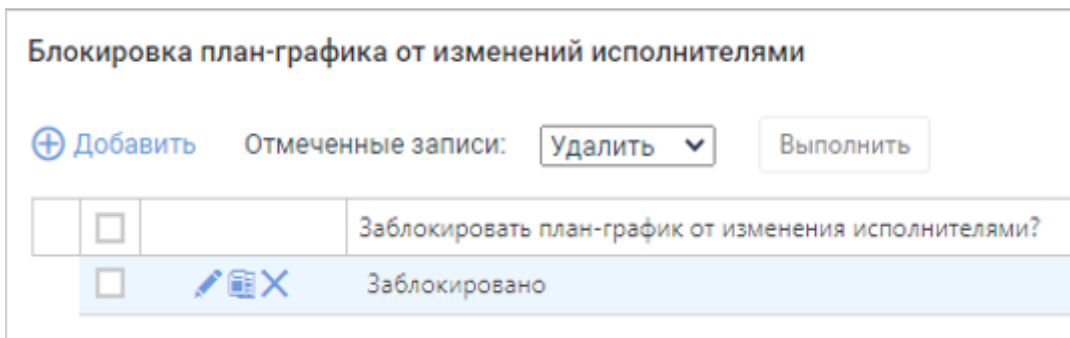 Блокировка план-графика от изменений исполнителями
Добавить Отмеченные записи: Удалить Выполнить
Заблокировать план-график от изменения исполнителями?
Заблокировано